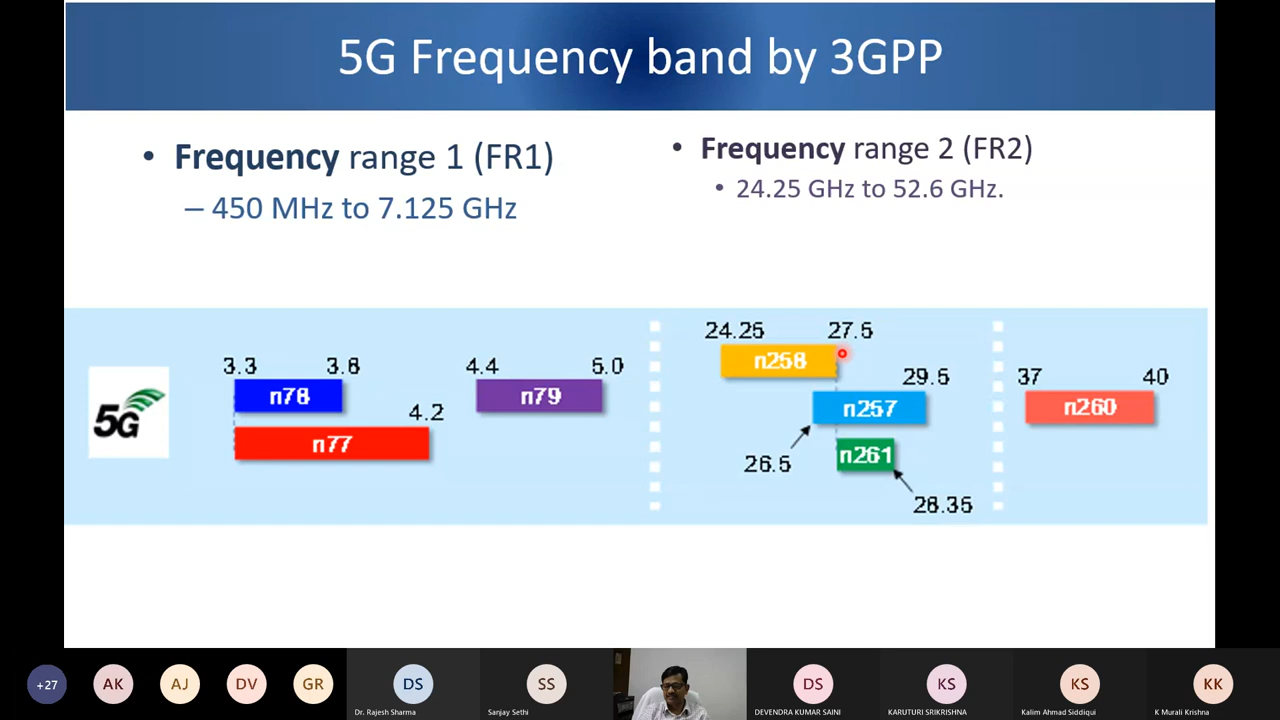 5G Frequency band by 3GPP
• Frequency range 1 (FR1)
– 450 MHz to 7.125 GHz
• Frequency range 2 (FR2)
• 24.25 GHz to 52.6 GHz.
5G
3.3 3.8
n78
4.2
n77
4.4 5.0
n79
24.25 27.5
n258
29.5
n257
26.5
n261
28.35
37 40
n260
+27
AK
AJ
DV
GR
DS
Dr. Rajesh Sharma
SS
Sanjay Sethi
DS
DEVENDRA KUMAR SAINI
KS
KARUTURI SRIKRISHNA
KS
Kalim Ahmad Siddiqui
KK
K Murali Krishna